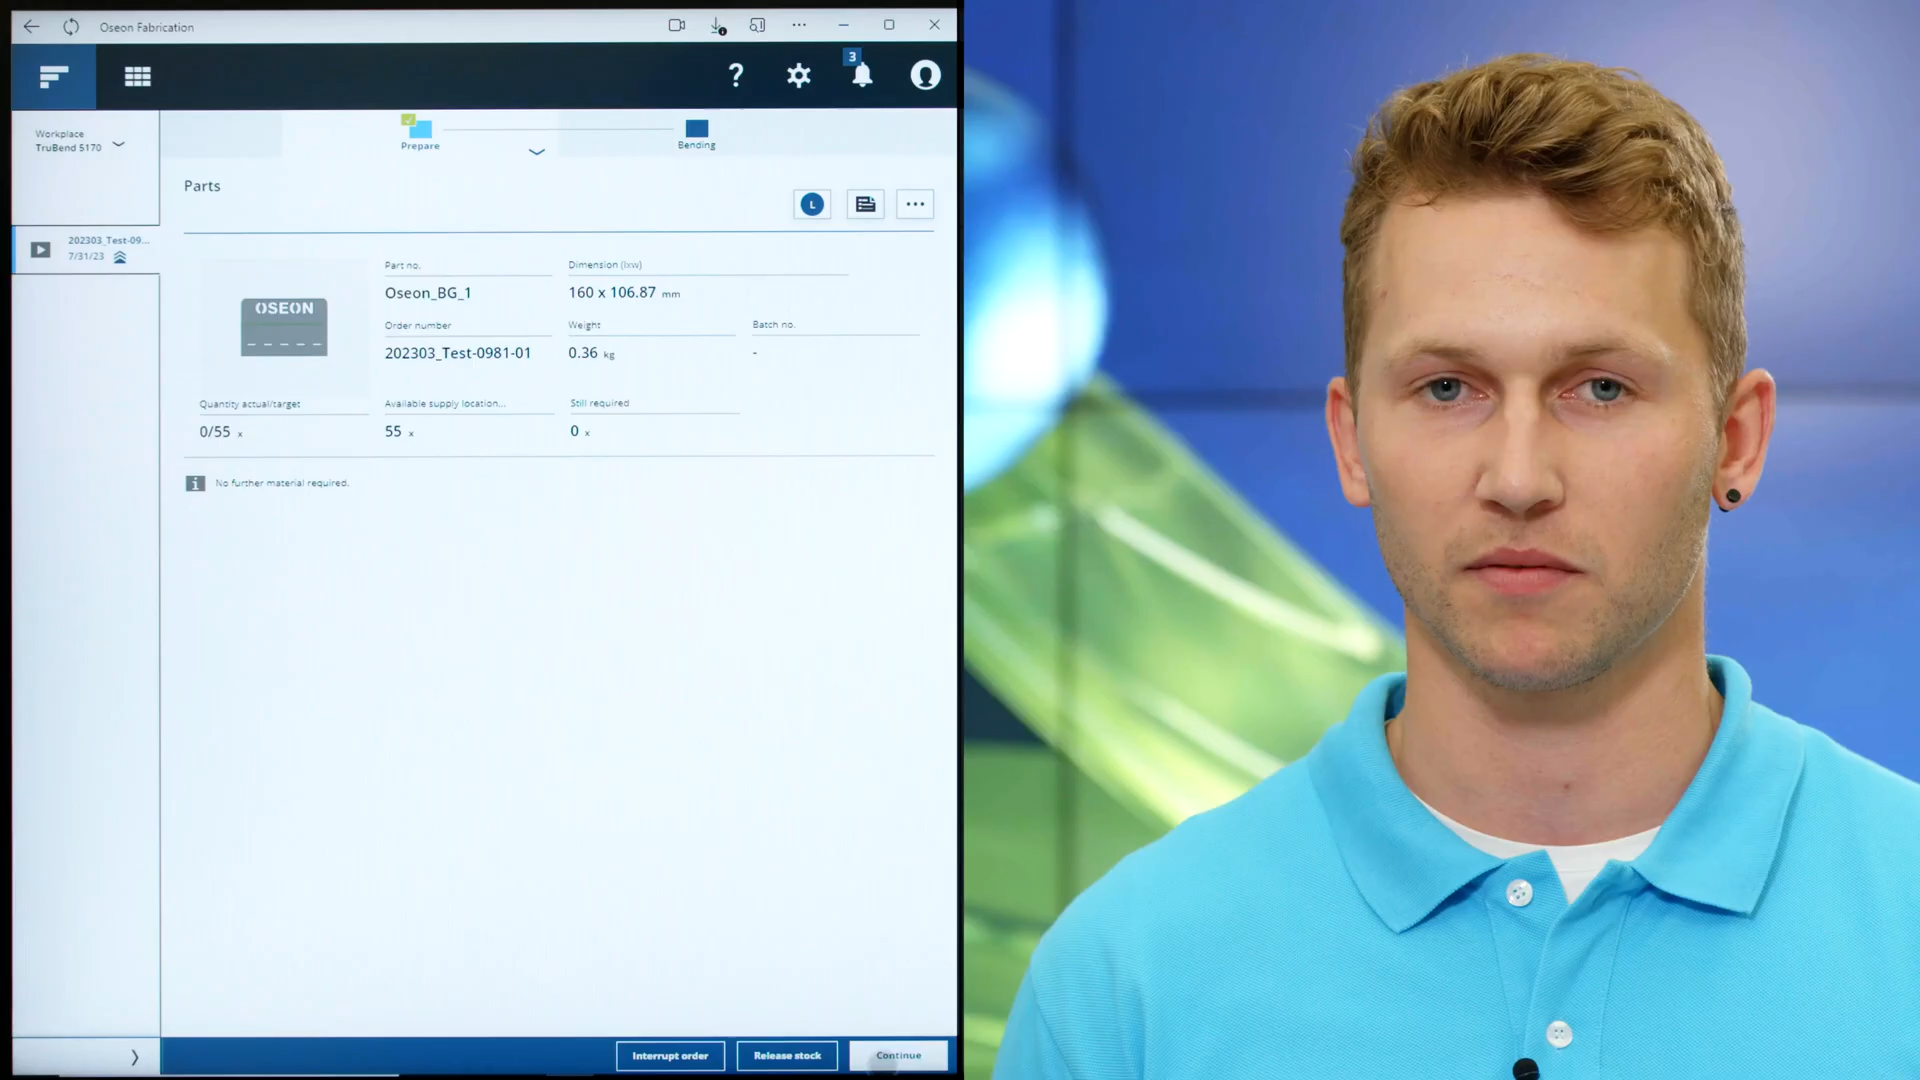 Oseon Fabrication
3
Workplace
TruBend 5170
Prepare
Bending
Parts
L
202303_Test-09...
7/31/23
OSEON
Part no.
Oseon_BG_1
Dimension (lxw)
160 x 106.87 mm
Order number
202303_Test-0981-01
Weight
0.36 kg
Batch no.
-
Quantity actual/target
0/55 x
Available supply location...
55 x
Still required
0 x
No further material required.
Interrupt order
Release stock
Continue